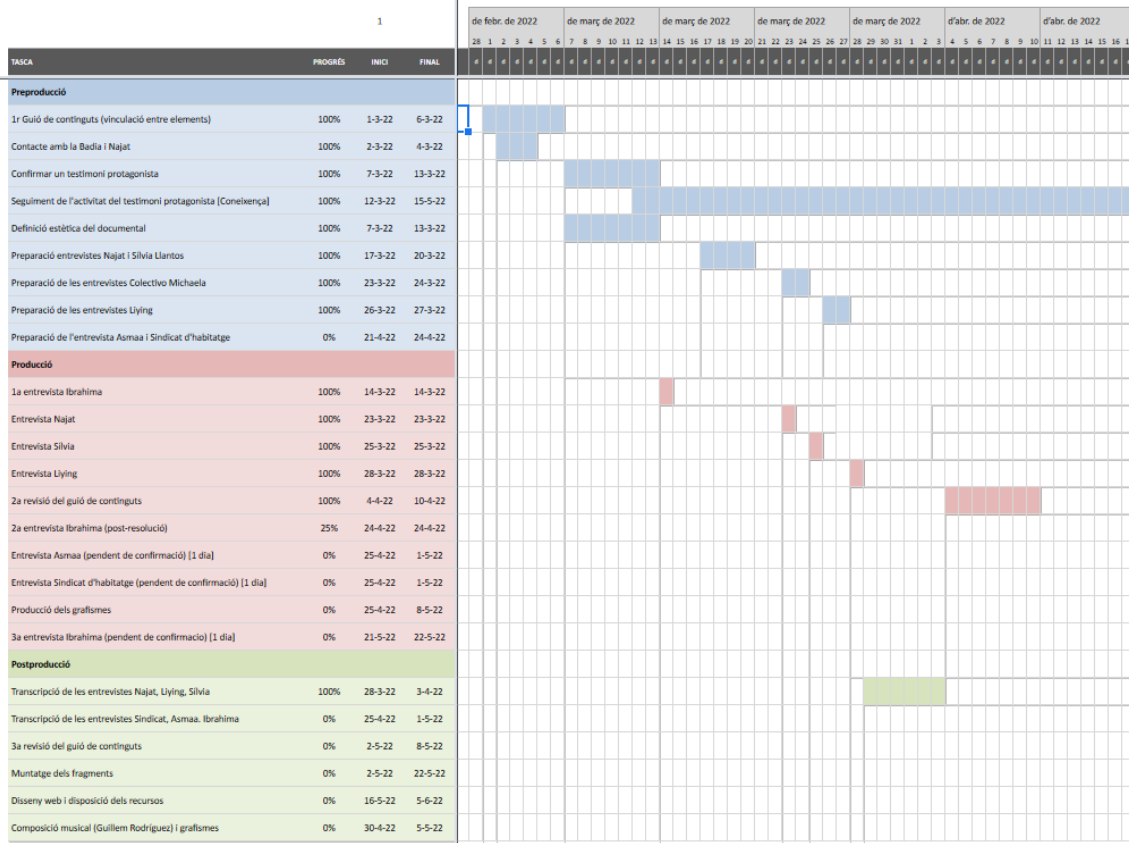 1
de febr. de 2022 de març de 2022 de març de 2022 de març de 2022 de març de 2022 d'abr. de 2022 d'abr. de 2022
28 1 2 3 4 5 6 7 8 9 10 11 12 13 14 15 16 17 18 19 20 21 22 23 24 25 26 27 28 29 30 31 1 2 3 4 5 6 7 8 9 10 11 12 13 14 15 16
TASCA PROGRÉS INICI FINAL # # # # # # # # # # # # # # # # # # # # # # # # # # # # # # # # # # # # # # # # # # # # # # # #
Preproducció
1r Guió de continguts (vinculació entre elements) 100% 1-3-22 6-3-22
Contacte amb la Badia i Najat 100% 2-3-22 4-3-22
Confirmar un testimoni protagonista 100% 7-3-22 13-3-22
Seguiment de l'activitat del testimoni protagonista [Coneixença] 100% 12-3-22 15-5-22
Definició estètica del documental 100% 7-3-22 13-3-22
Preparació entrevistes Najat i Sílvia Llantos 100% 17-3-22 20-3-22
Preparació de les entrevistes Colectivo Michaela 100% 23-3-22 24-3-22
Preparació de les entrevistes Liying 100% 26-3-22 27-3-22
Preparació de l'entrevista Asmaa i Sindicat d'habitatge 0% 21-4-22 24-4-22
Producció
1a entrevista Ibrahima 100% 14-3-22 14-3-22
Entrevista Najat 100% 23-3-22 23-3-22
Entrevista Sílvia 100% 25-3-22 25-3-22
Entrevista Liying 100% 28-3-22 28-3-22
2a revisió del guió de continguts 100% 4-4-22 10-4-22
2a entrevista Ibrahima (post-resolució) 25% 24-4-22 24-4-22
Entrevista Asmaa (pendent de confirmació) [1 dia] 0% 25-4-22 1-5-22
Entrevista Sindicat d'habitatge (pendent de confirmació) [1 dia] 0% 25-4-22 1-5-22
Producció dels grafismes 0% 25-4-22 8-5-22
3a entrevista Ibrahima (pendent de confirmacio) [1 dia] 0% 21-5-22 22-5-22
Postproducció
Transcripció de les entrevistes Najat, Liying, Sílvia 100% 28-3-22 3-4-22
Transcripció de les entrevistes Sindicat, Asmaa. Ibrahima 0% 25-4-22 1-5-22
3a revisió del guió de continguts 0% 2-5-22 8-5-22
Muntatge dels fragments 0% 2-5-22 22-5-22
Disseny web i disposició dels recursos 0% 16-5-22 5-6-22
Composició musical (Guillem Rodríguez) i grafismes 0% 30-4-22 5-5-22